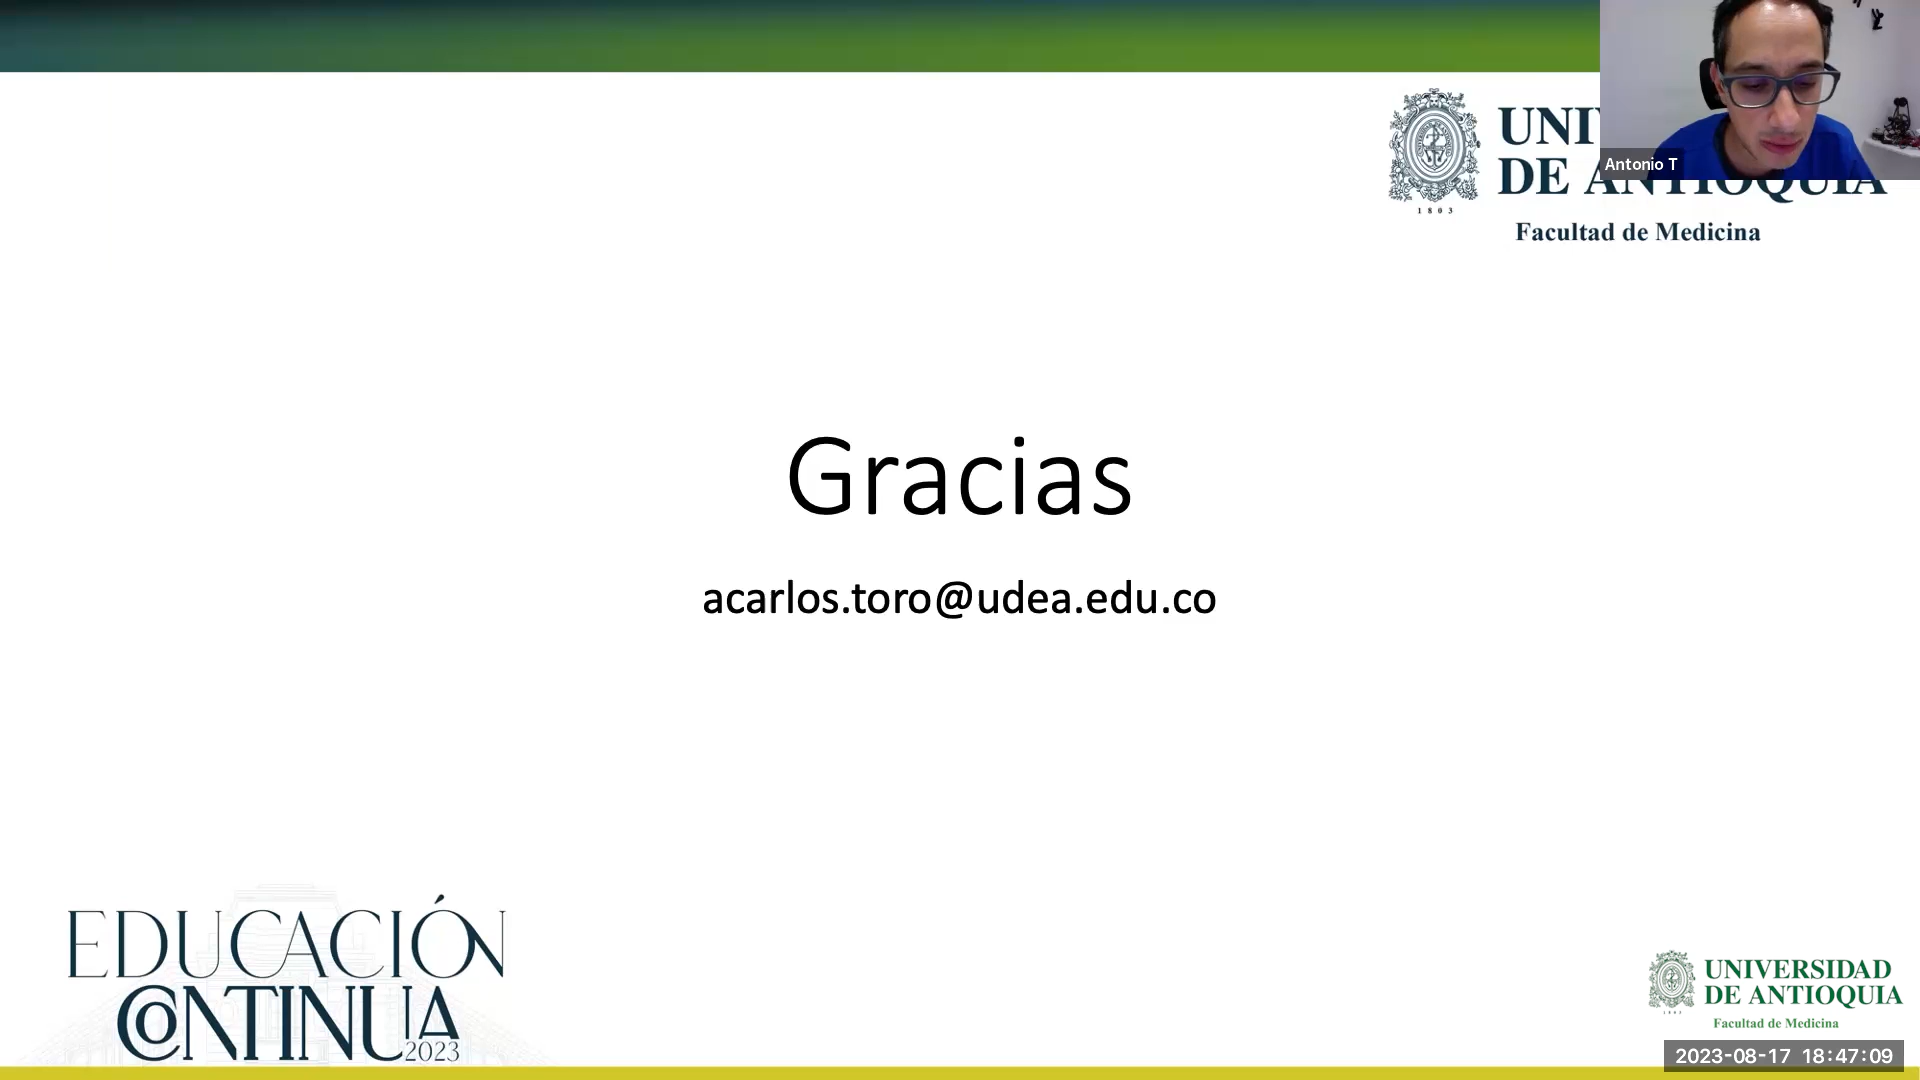 DE ANTIOQUIA
1803
Facultad de Medicina
Antonio T
Gracias
acarlos.toro@udea.edu.co
EDUCACIÓN
CONTINUA
2023
UNIVERSIDAD
DE ANTIOQUIA
Facultad de Medicina
2023-08-17 18:47:09